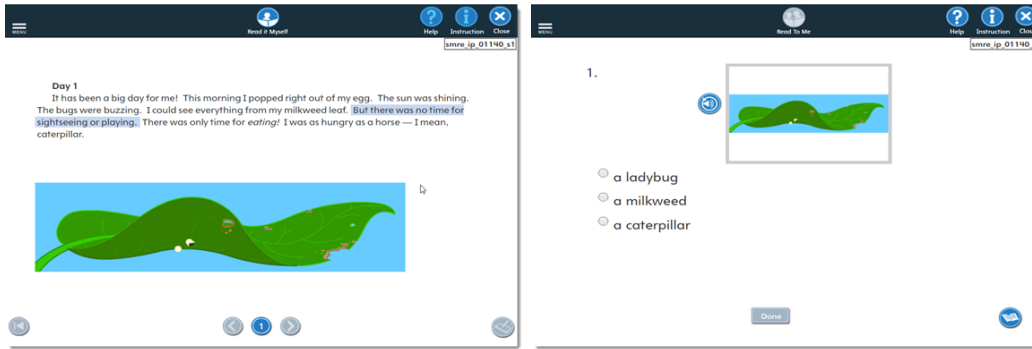 MENU
Read it Myself
Help
Instruction
Close
smre_ip_01140_s1
Day 1
It has been a big day for me! This morning I popped right out of my egg. The sun was shining.
The bugs were buzzing. I could see everything from my milkweed leaf. But there was no time for
sightseeing or playing. There was only time for eating! I was as hungry as a horse — I mean,
caterpillar.
1
MENU
Read To Me
Help
Instruction
Clo
smre_ip_01140_
1.
a ladybug
a milkweed
a caterpillar
Done